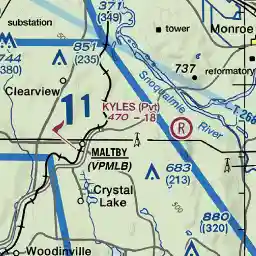 substation
371
(349)
tower
Monroe
851
(235)
744
(380)
737
reformatory
Clearview
11
KYLES (Pvt)
470 - 18
Snoqualmie
River
R
MALTBY
(VPMLB)
683
(213)
Crystal
Lake
500
880
(320)
Woodinville